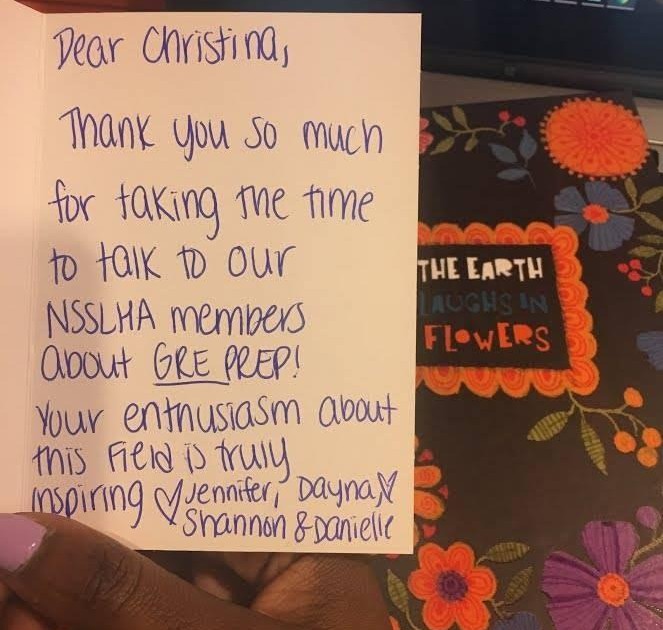 Dear Christina,
Thank you so much
for taking the time
to talk to our
NSSLHA members
about GRE PREP!
Your enthusiasm about
this field is truly
inspiring ♡ Jennifer, Dayna, ♡
Shannon & Danielle
THE EARTH
LAUGHS IN
FLOWERS